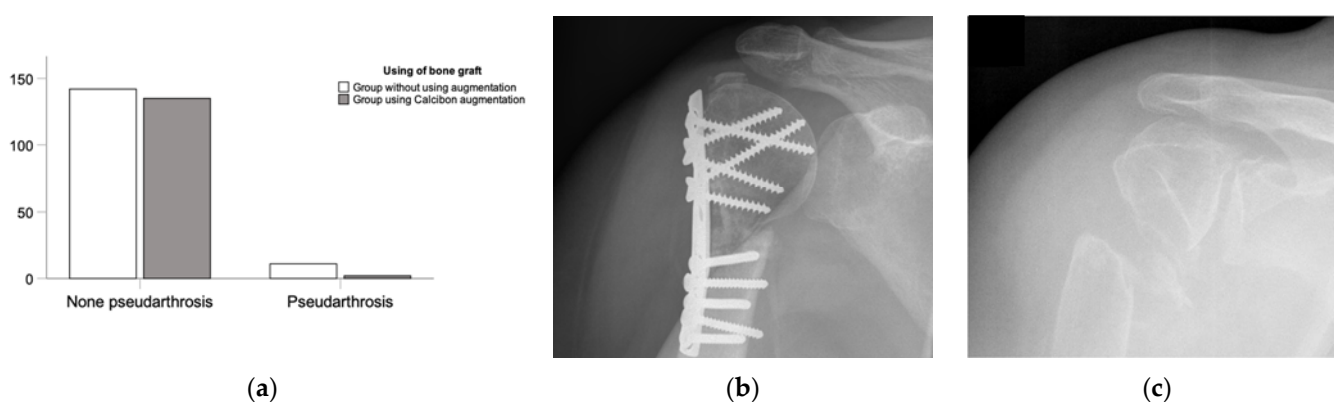 Using of bone graft
Group without using augmentation
Group using Calcibon augmentation
150
100
50
0
None pseudarthrosis
Pseudarthrosis
(a)
(b)
(c)